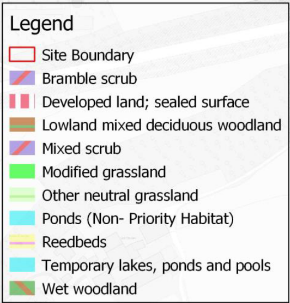 Legend
Site Boundary
Bramble scrub
Developed land; sealed surface
Lowland mixed deciduous woodland
Mixed scrub
Modified grassland
Other neutral grassland
Ponds (Non- Priority Habitat)
Reedbeds
Temporary lakes, ponds and pools
Wet woodland